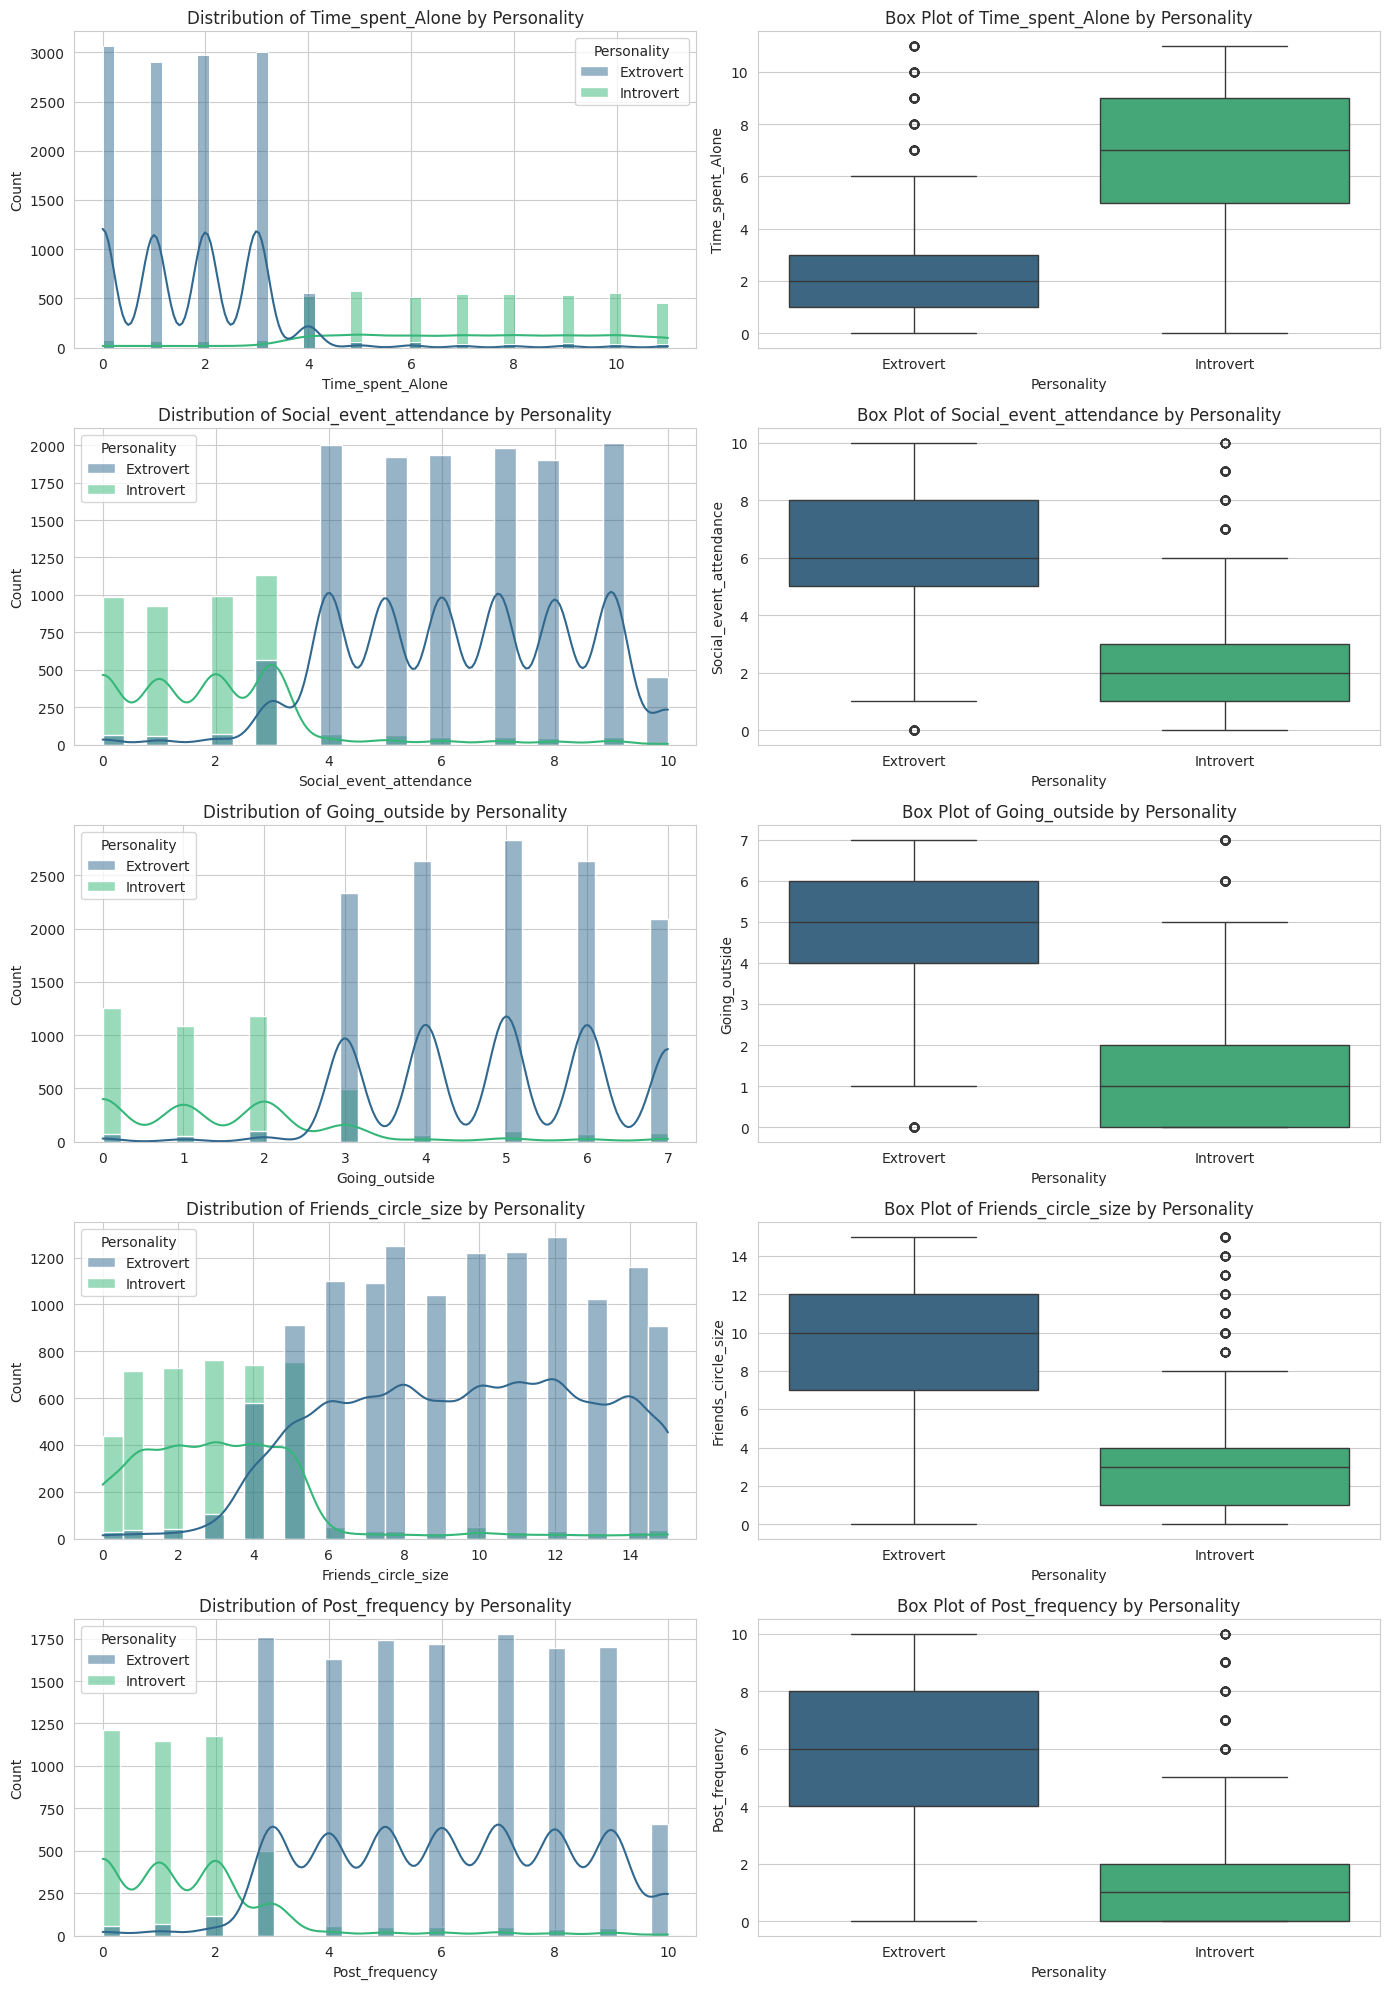 Distribution of Time_spent_Alone by Personality
Count
3000
2500
2000
1500
1000
500
0
Personality
Extrovert
Introvert
0 2 4 6 8 10
Time_spent_Alone
Box Plot of Time_spent_Alone by Personality
Time_spent_Alone
10
8
6
4
2
0
Extrovert Introvert
Personality
Distribution of Social_event_attendance by Personality
Count
2000
1750
1500
1250
1000
750
500
250
0
Personality
Extrovert
Introvert
0 2 4 6 8 10
Social_event_attendance
Box Plot of Social_event_attendance by Personality
Social_event_attendance
10
8
6
4
2
0
Extrovert Introvert
Personality
Distribution of Going_outside by Personality
Count
2500
2000
1500
1000
500
0
Personality
Extrovert
Introvert
0 1 2 3 4 5 6 7
Going_outside
Box Plot of Going_outside by Personality
Going_outside
7
6
5
4
3
2
1
0
Extrovert Introvert
Personality
Distribution of Friends_circle_size by Personality
Count
1200
1000
800
600
400
200
0
Personality
Extrovert
Introvert
0 2 4 6 8 10 12 14
Friends_circle_size
Box Plot of Friends_circle_size by Personality
Friends_circle_size
14
12
10
8
6
4
2
0
Extrovert Introvert
Personality
Distribution of Post_frequency by Personality
Count
1750
1500
1250
1000
750
500
250
0
Personality
Extrovert
Introvert
0 2 4 6 8 10
Post_frequency
Box Plot of Post_frequency by Personality
Post_frequency
10
8
6
4
2
0
Extrovert Introvert
Personality